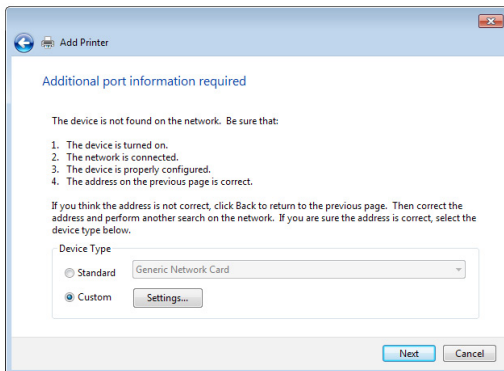 Add Printer
Additional port information required
The device is not found on the network. Be sure that:
1. The device is turned on.
2. The network is connected.
3. The device is properly configured.
4. The address on the previous page is correct.
If you think the address is not correct, click Back to return to the previous page. Then correct the
address and perform another search on the network. If you are sure the address is correct, select the
device type below.
Device Type
Standard
Generic Network Card
Custom
Settings...
Next
Cancel